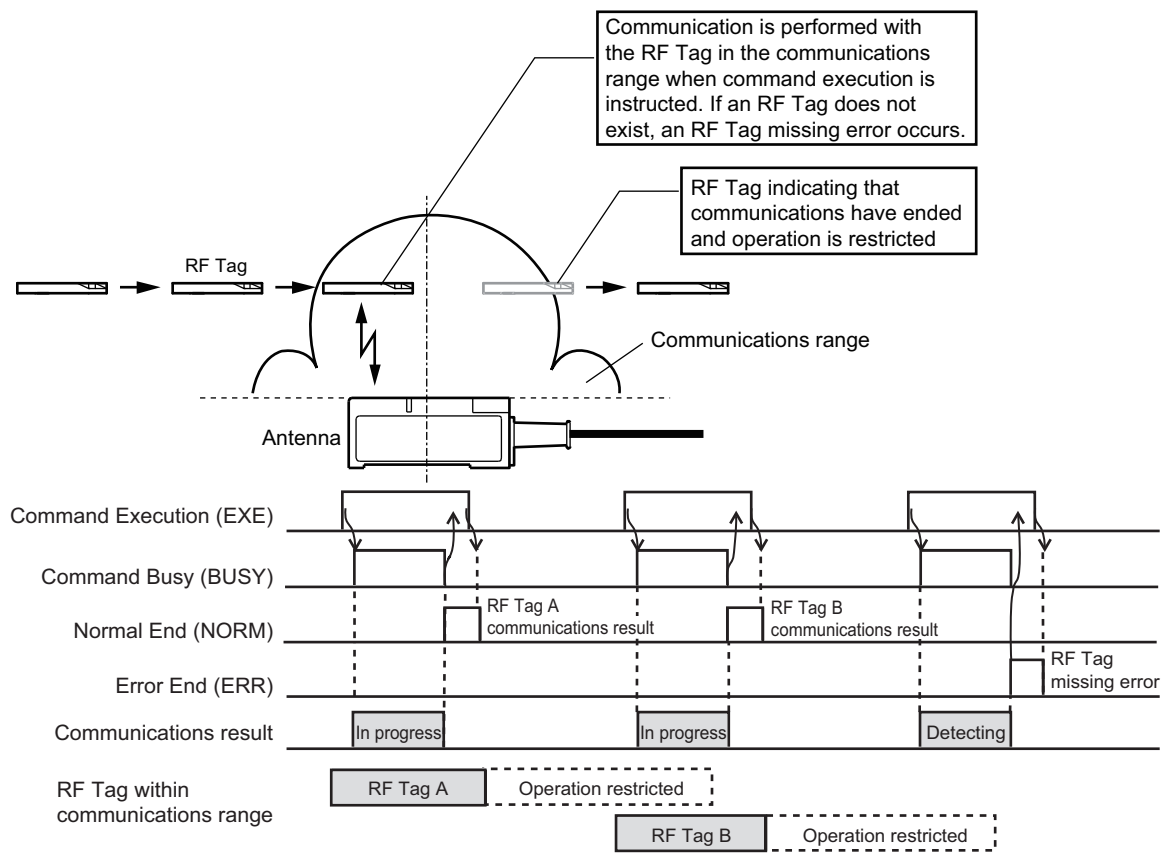 Communication is performed with
the RF Tag in the communications
range when command execution is
instructed. If an RF Tag does not
exist, an RF Tag missing error occurs.
RF Tag indicating that
communications have ended
and operation is restricted
RF Tag
Communications range
Antenna
Command Execution (EXE)
Command Busy (BUSY)
Normal End (NORM)
RF Tag A
communications result
RF Tag B
communications result
Error End (ERR)
RF Tag
missing error
Communications result
In progress
In progress
Detecting
RF Tag within
communications range
RF Tag A
Operation restricted
RF Tag B
Operation restricted